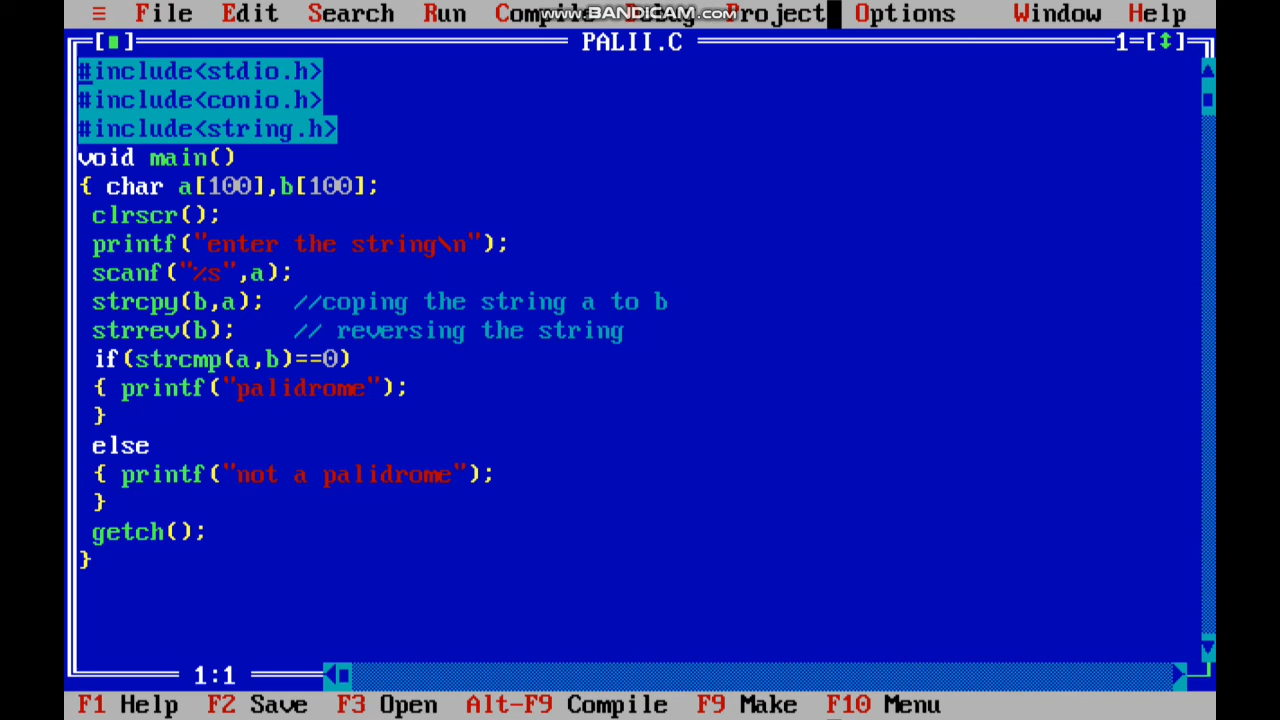 ≡ File Edit Search Run Compile Debug Project Options Window Help
www.BANDICAM.com
[■] PALII.C 1=[↕]
#include<stdio.h>
#include<conio.h>
#include<string.h>
void main()
{ char a[100],b[100];
clrscr();
printf("enter the string\n");
scanf("%s",a);
strcpy(b,a); //coping the string a to b
strrev(b); // reversing the string
if(strcmp(a,b)==0)
{ printf("palidrome");
}
else
{ printf("not a palidrome");
}
getch();
}
1:1
F1 Help F2 Save F3 Open Alt-F9 Compile F9 Make F10 Menu